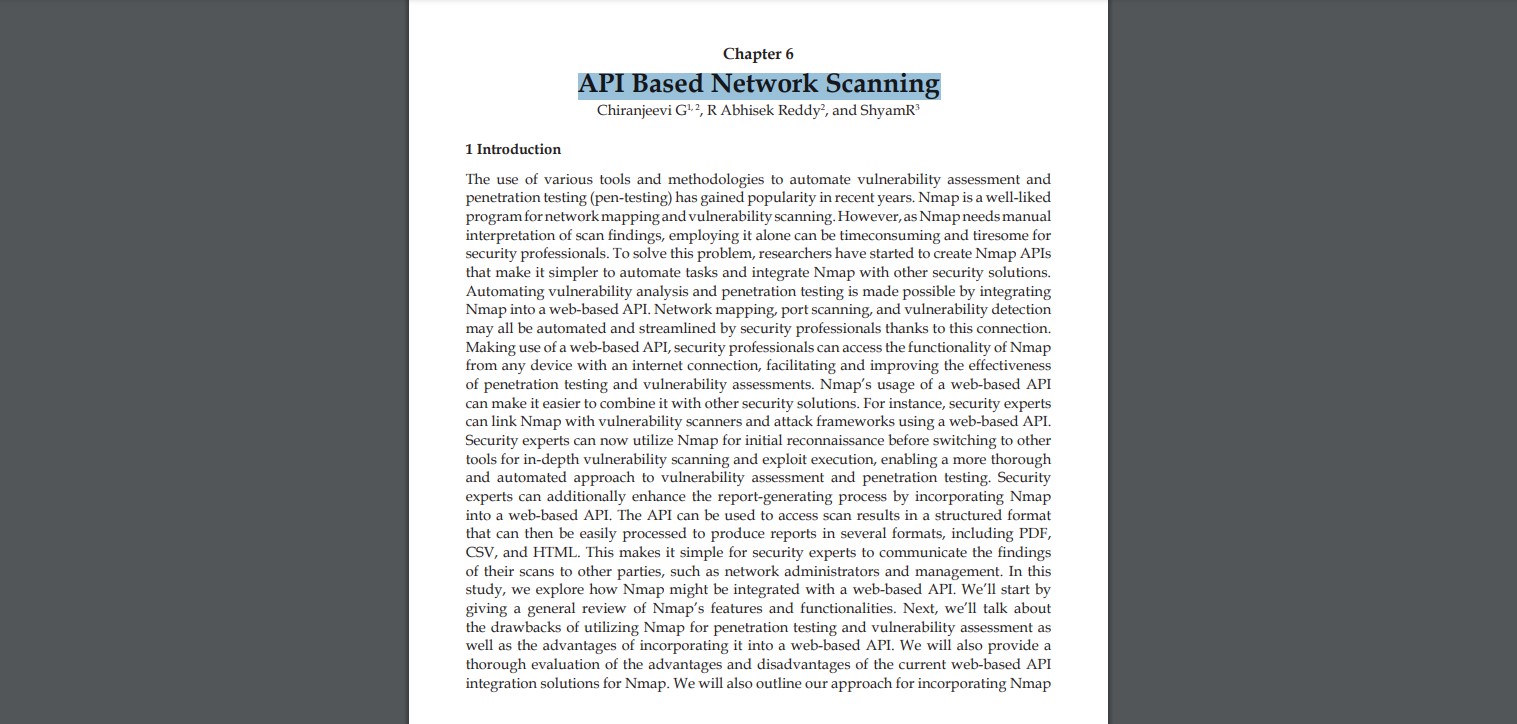 Chapter 6
API Based Network Scanning
Chiranjeevi G1, 2, R Abhisek Reddy2, and ShyamR3
1 Introduction
The use of various tools and methodologies to automate vulnerability assessment and
penetration testing (pen-testing) has gained popularity in recent years. Nmap is a well-liked
program for network mapping and vulnerability scanning. However, as Nmap needs manual
interpretation of scan findings, employing it alone can be timeconsuming and tiresome for
security professionals. To solve this problem, researchers have started to create Nmap APIs
that make it simpler to automate tasks and integrate Nmap with other security solutions.
Automating vulnerability analysis and penetration testing is made possible by integrating
Nmap into a web-based API. Network mapping, port scanning, and vulnerability detection
may all be automated and streamlined by security professionals thanks to this connection.
Making use of a web-based API, security professionals can access the functionality of Nmap
from any device with an internet connection, facilitating and improving the effectiveness
of penetration testing and vulnerability assessments. Nmap’s usage of a web-based API
can make it easier to combine it with other security solutions. For instance, security experts
can link Nmap with vulnerability scanners and attack frameworks using a web-based API.
Security experts can now utilize Nmap for initial reconnaissance before switching to other
tools for in-depth vulnerability scanning and exploit execution, enabling a more thorough
and automated approach to vulnerability assessment and penetration testing. Security
experts can additionally enhance the report-generating process by incorporating Nmap
into a web-based API. The API can be used to access scan results in a structured format
that can then be easily processed to produce reports in several formats, including PDF,
CSV, and HTML. This makes it simple for security experts to communicate the findings
of their scans to other parties, such as network administrators and management. In this
study, we explore how Nmap might be integrated with a web-based API. We’ll start by
giving a general review of Nmap’s features and functionalities. Next, we’ll talk about
the drawbacks of utilizing Nmap for penetration testing and vulnerability assessment as
well as the advantages of incorporating it into a web-based API. We will also provide a
thorough evaluation of the advantages and disadvantages of the current web-based API
integration solutions for Nmap. We will also outline our approach for incorporating Nmap